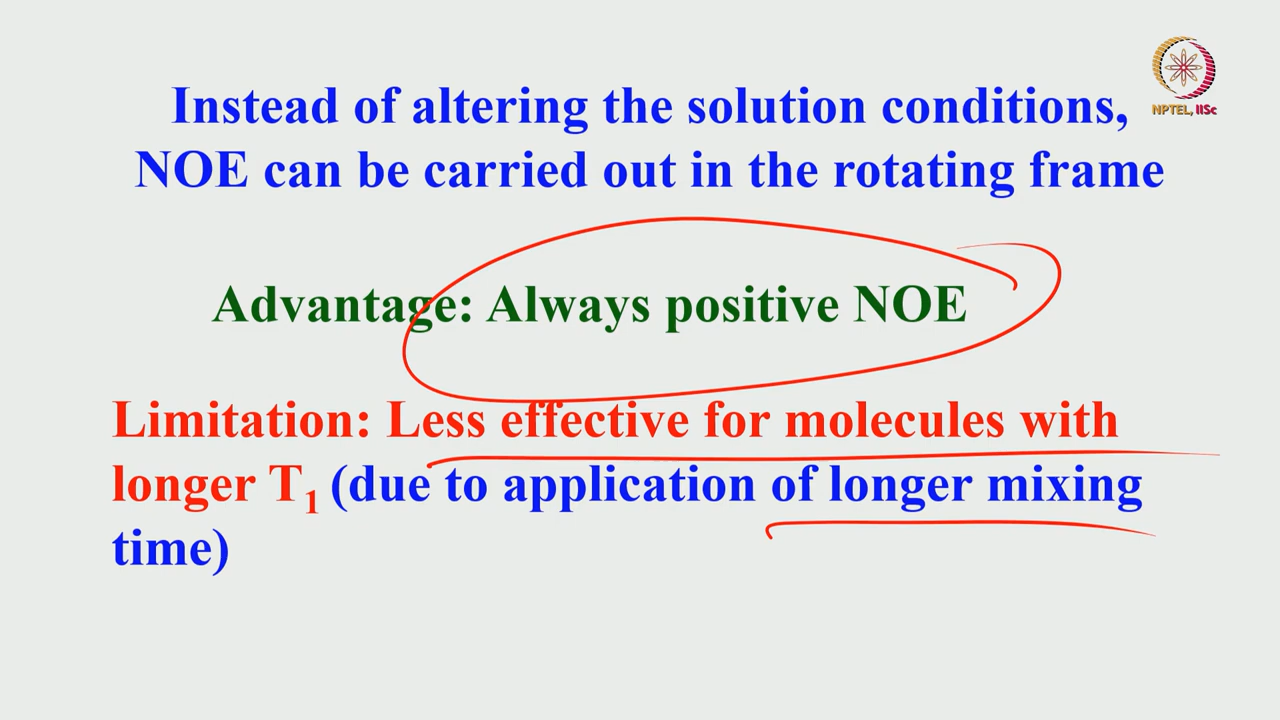 NPTEL, IISc
Instead of altering the solution conditions,
NOE can be carried out in the rotating frame
Advantage: Always positive NOE
Limitation: Less effective for molecules with
longer T₁ (due to application of longer mixing
time)